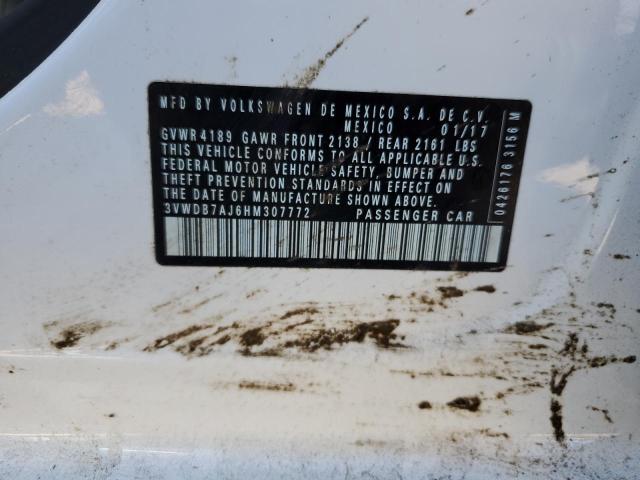 MFD BY VOLKSWAGEN DE MEXICO S.A. DE C.V.
MEXICO 01/17
GVWR 4189 GAWR FRONT 2138 / REAR 2161 LBS
THIS VEHICLE CONFORMS TO ALL APPLICABLE U.S.
FEDERAL MOTOR VEHICLE SAFETY, BUMPER AND
THEFT PREVENTION STANDARDS IN EFFECT ON THE
DATE OF MANUFACTURE SHOWN ABOVE.
3VWDB7AJ6HM307772 PASSENGER CAR
0426176 3156 M